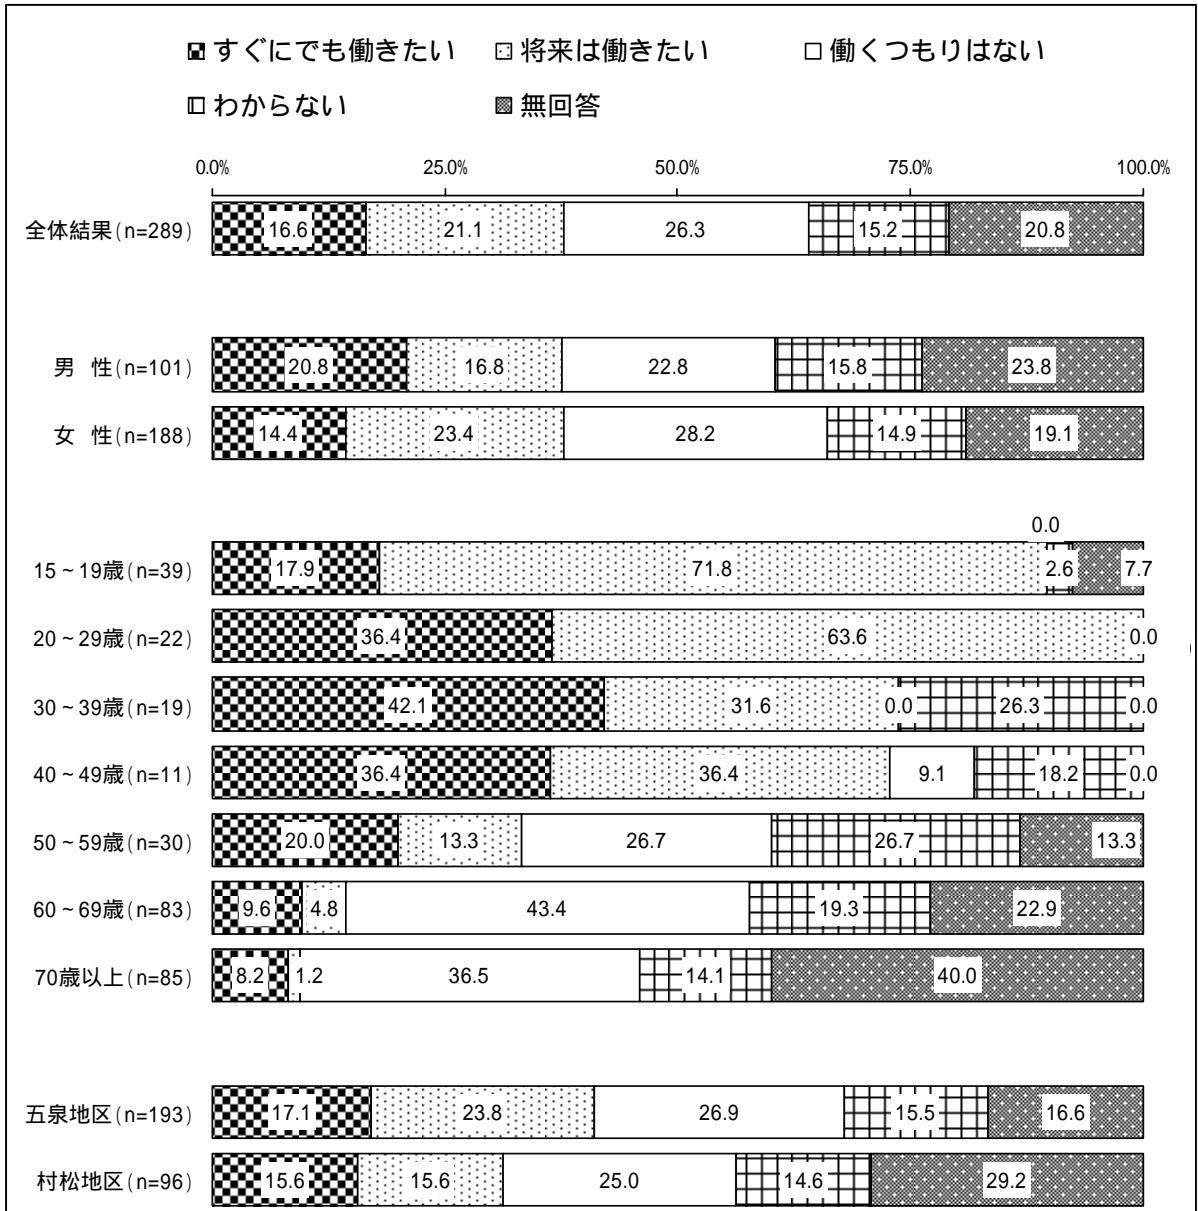 すぐにでも働きたい 将来は働きたい 働くつもりはない
わからない 無回答
0.0% 25.0% 50.0% 75.0% 100.0%
全体結果(n=289) 16.6 21.1 26.3 15.2 20.8
男 性(n=101) 20.8 16.8 22.8 15.8 23.8
女 性(n=188) 14.4 23.4 28.2 14.9 19.1
0.0
15~19歳(n=39) 17.9 71.8 2.6 7.7
20~29歳(n=22) 36.4 63.6 0.0
30~39歳(n=19) 42.1 31.6 0.0 26.3 0.0
40~49歳(n=11) 36.4 36.4 9.1 18.2 0.0
50~59歳(n=30) 20.0 13.3 26.7 26.7 13.3
60~69歳(n=83) 9.6 4.8 43.4 19.3 22.9
70歳以上(n=85) 8.2 1.2 36.5 14.1 40.0
五泉地区(n=193) 17.1 23.8 26.9 15.5 16.6
村松地区(n=96) 15.6 15.6 25.0 14.6 29.2